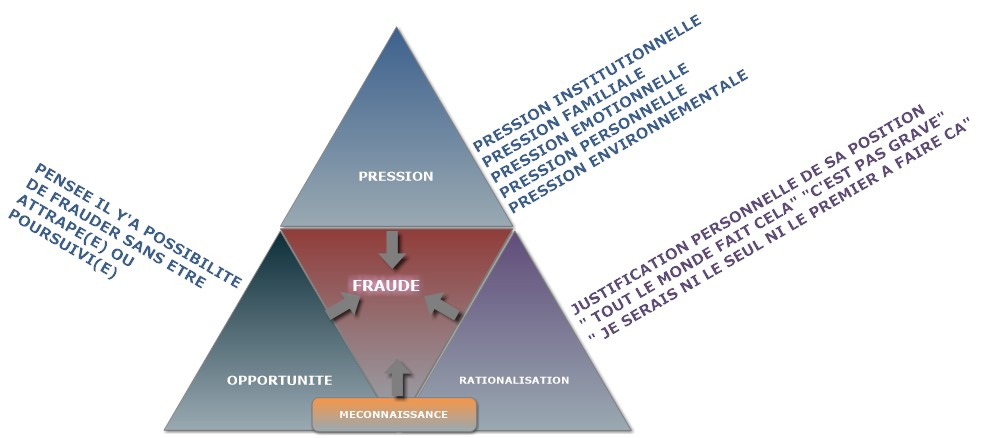 PRESSION INSTITUTIONNELLE
PRESSION FAMILIALE
PRESSION EMOTIONNELLE
PRESSION PERSONNELLE
PRESSION ENVIRONNEMENTALE
PRESSION
PENSEE IL Y'A POSSIBILITE
DE FRAUDER SANS ETRE
ATTRAPE(E) OU
POURSUIVI(E)
JUSTIFICATION PERSONNELLE DE SA POSITION
" TOUT LE MONDE FAIT CELA" "C'EST PAS GRAVE"
" JE SERAIS NI LE SEUL NI LE PREMIER A FAIRE CA"
FRAUDE
OPPORTUNITE
RATIONALISATION
MECONNAISSANCE